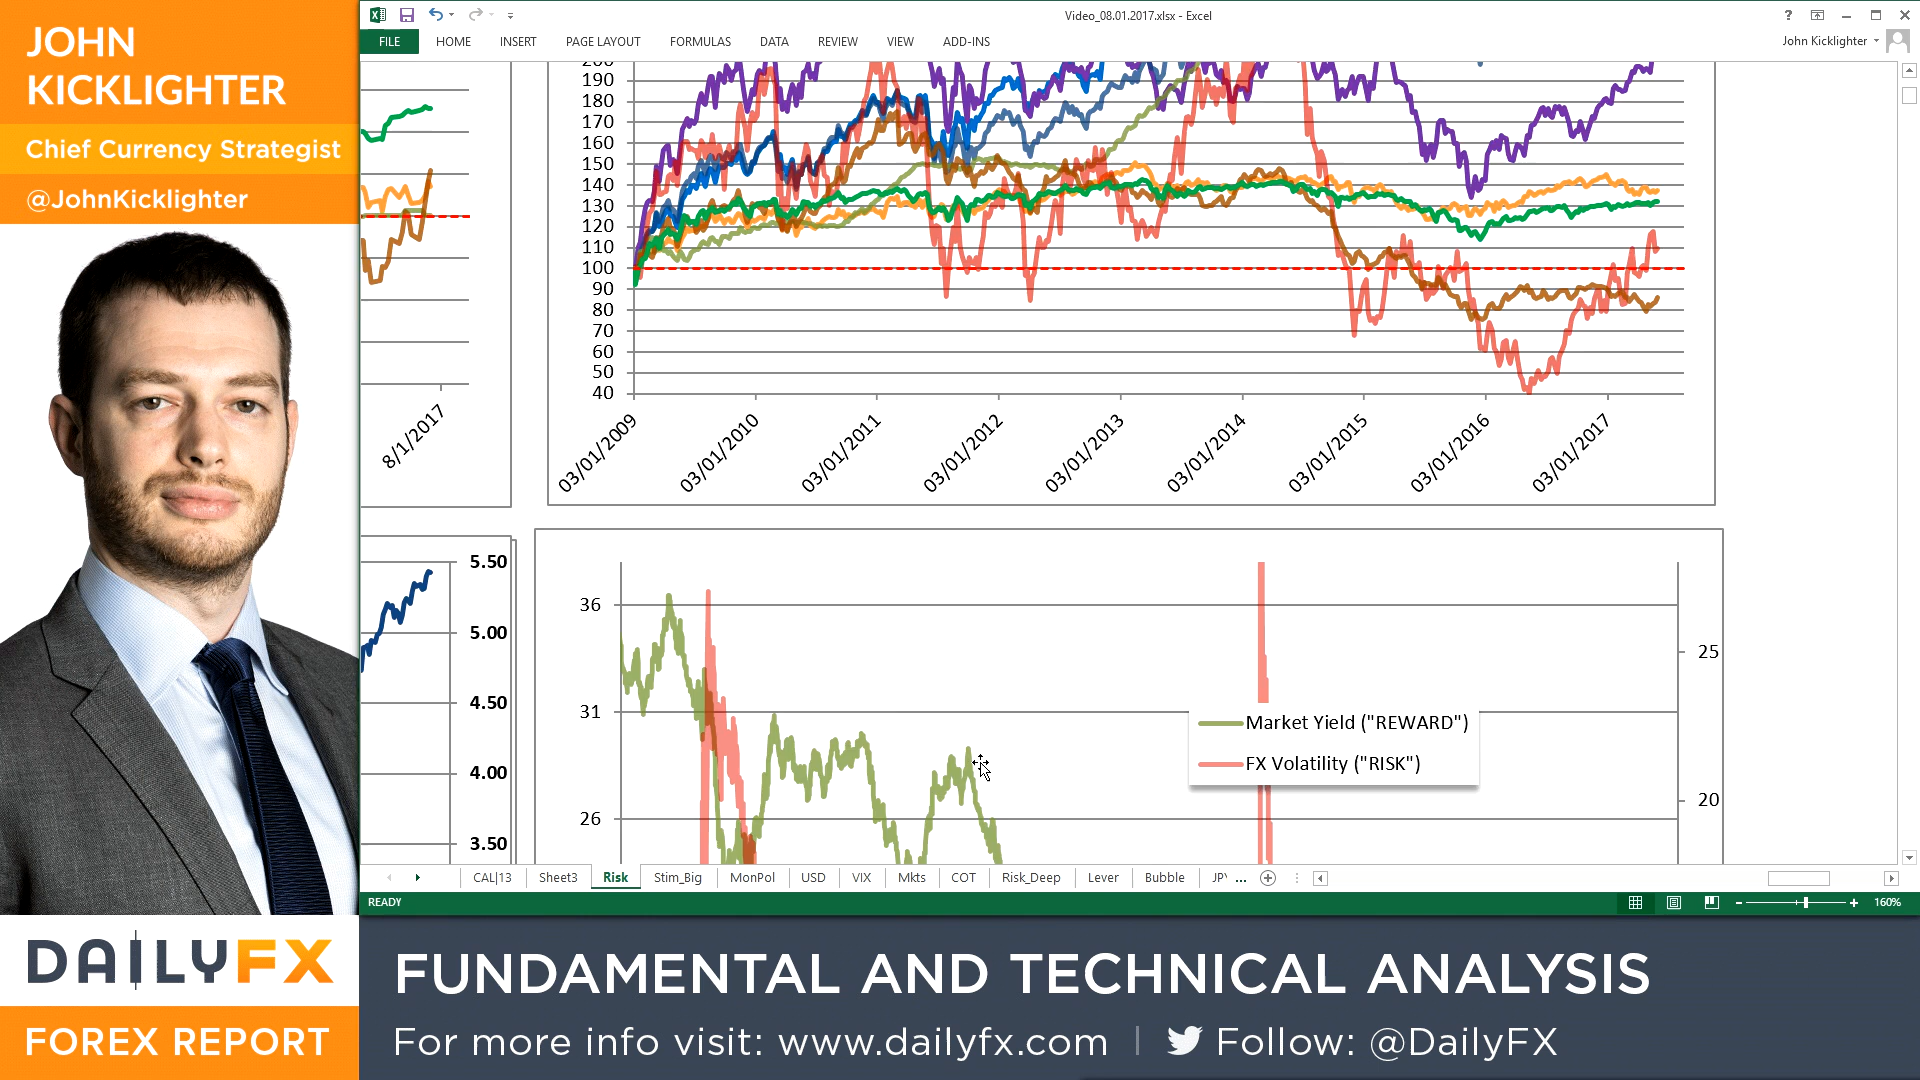 JOHN
KICKLIGHTER
Chief Currency Strategist
@JohnKicklighter
Video_08.01.2017.xlsx - Excel
?
FILE HOME INSERT PAGE LAYOUT FORMULAS DATA REVIEW VIEW ADD-INS
John Kicklighter
8/1/2017
200
190
180
170
160
150
140
130
120
110
100
90
80
70
60
50
40
03/01/2009 03/01/2010 03/01/2011 03/01/2012 03/01/2013 03/01/2014 03/01/2015 03/01/2016 03/01/2017
5.50
5.00
4.50
4.00
3.50
36
31
26
25
20
Market Yield ("REWARD")
FX Volatility ("RISK")
CAL|13 Sheet3 Risk Stim_Big MonPol USD VIX Mkts COT Risk_Deep Lever Bubble ...
READY
160%
DAILYFX
FOREX REPORT
FUNDAMENTAL AND TECHNICAL ANALYSIS
For more info visit: www.dailyfx.com | Follow: @DailyFX